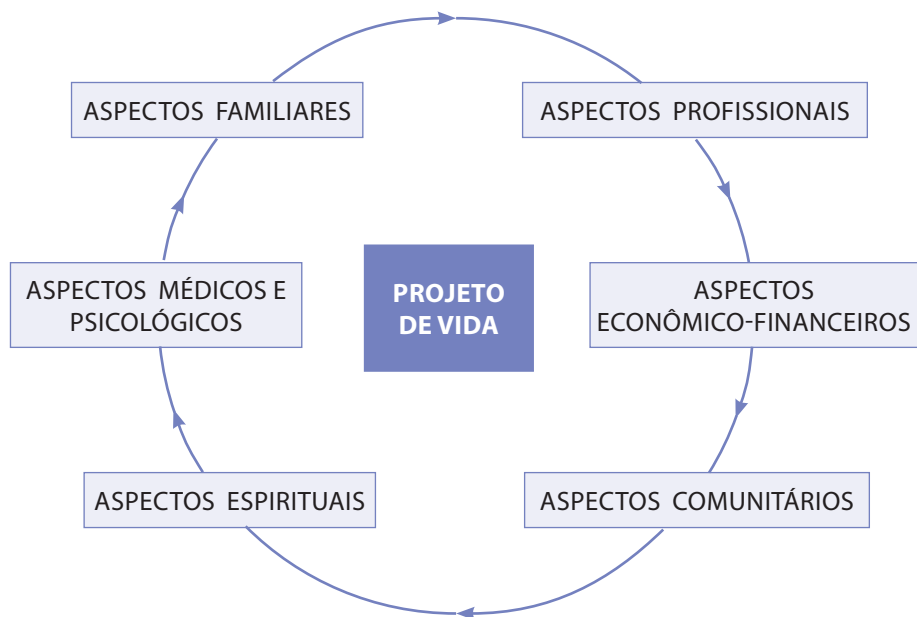 ASPECTOS FAMILIARES
ASPECTOS PROFISSIONAIS
ASPECTOS MÉDICOS E
PSICOLÓGICOS
PROJETO
DE VIDA
ASPECTOS
ECONÔMICO-FINANCEIROS
ASPECTOS ESPIRITUAIS
ASPECTOS COMUNITÁRIOS